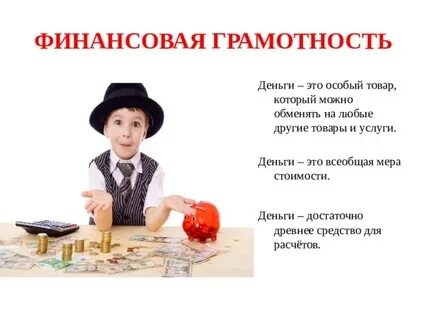 ФИНАНСОВАЯ ГРАМОТНОСТЬ
Деньги – это особый товар,
который можно
обменять на любые
другие товары и услуги.
Деньги – это всеобщая мера
стоимости.
Деньги – достаточно
древнее средство для
расчётов.